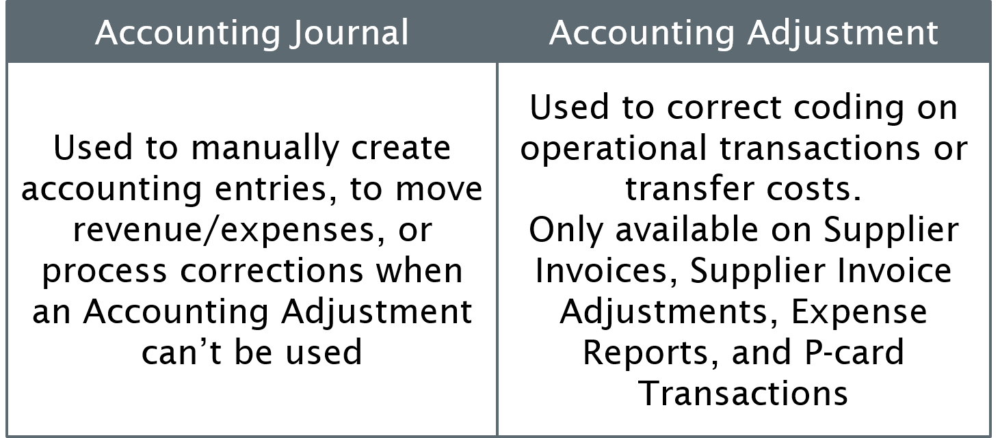 Accounting Journal
Accounting Adjustment
Used to manually create
accounting entries, to move
revenue/expenses, or
process corrections when
an Accounting Adjustment
can’t be used
Used to correct coding on
operational transactions or
transfer costs.
Only available on Supplier
Invoices, Supplier Invoice
Adjustments, Expense
Reports, and P-card
Transactions